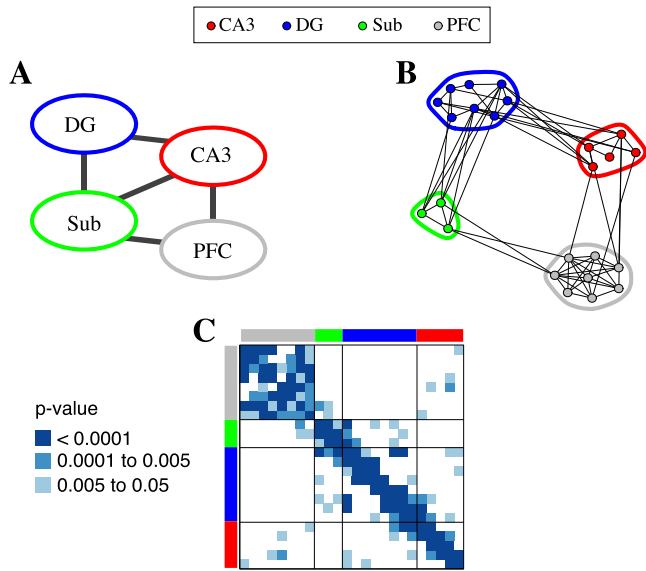 CA3 DG Sub PFC
A
B
DG
CA3
Sub
PFC
C
p-value
< 0.0001
0.0001 to 0.005
0.005 to 0.05